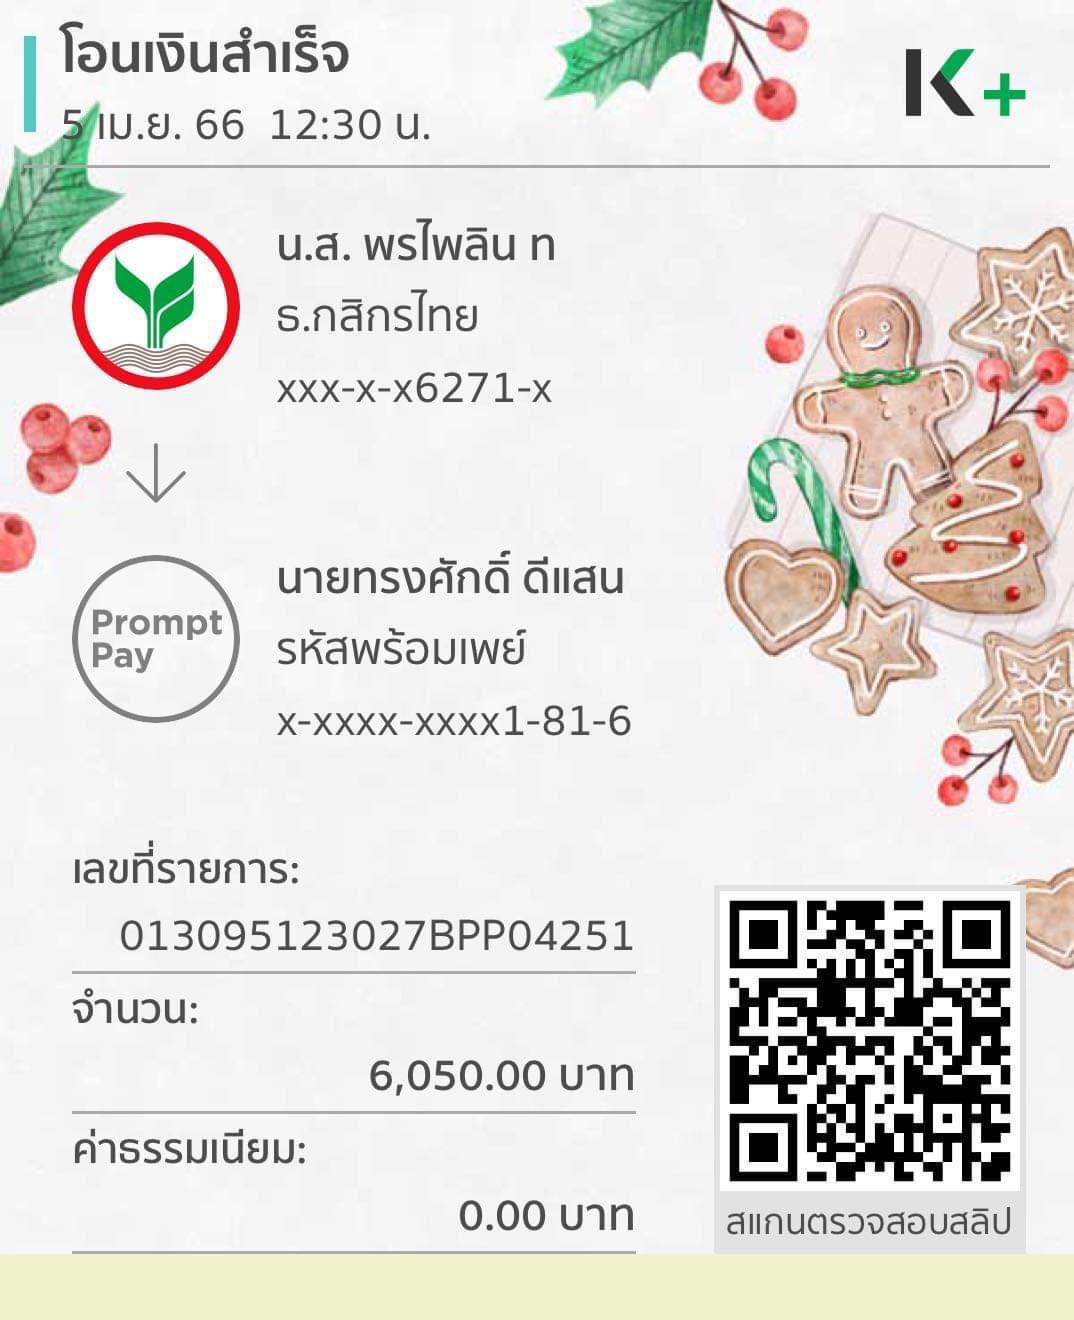 โอนเงินสำเร็จ
5 เม.ย. 66  12:30 น.
K+
น.ส. พรไพลิน ท
ธ.กสิกรไทย
xxx-x-x6271-x
Prompt
Pay
นายทรงศักดิ์ ดีแสน
รหัสพร้อมเพย์
x-xxxx-xxxx1-81-6
เลขที่รายการ:
013095123027BPP04251
จำนวน:
6,050.00 บาท
ค่าธรรมเนียม:
0.00 บาท
สแกนตรวจสอบสลิป